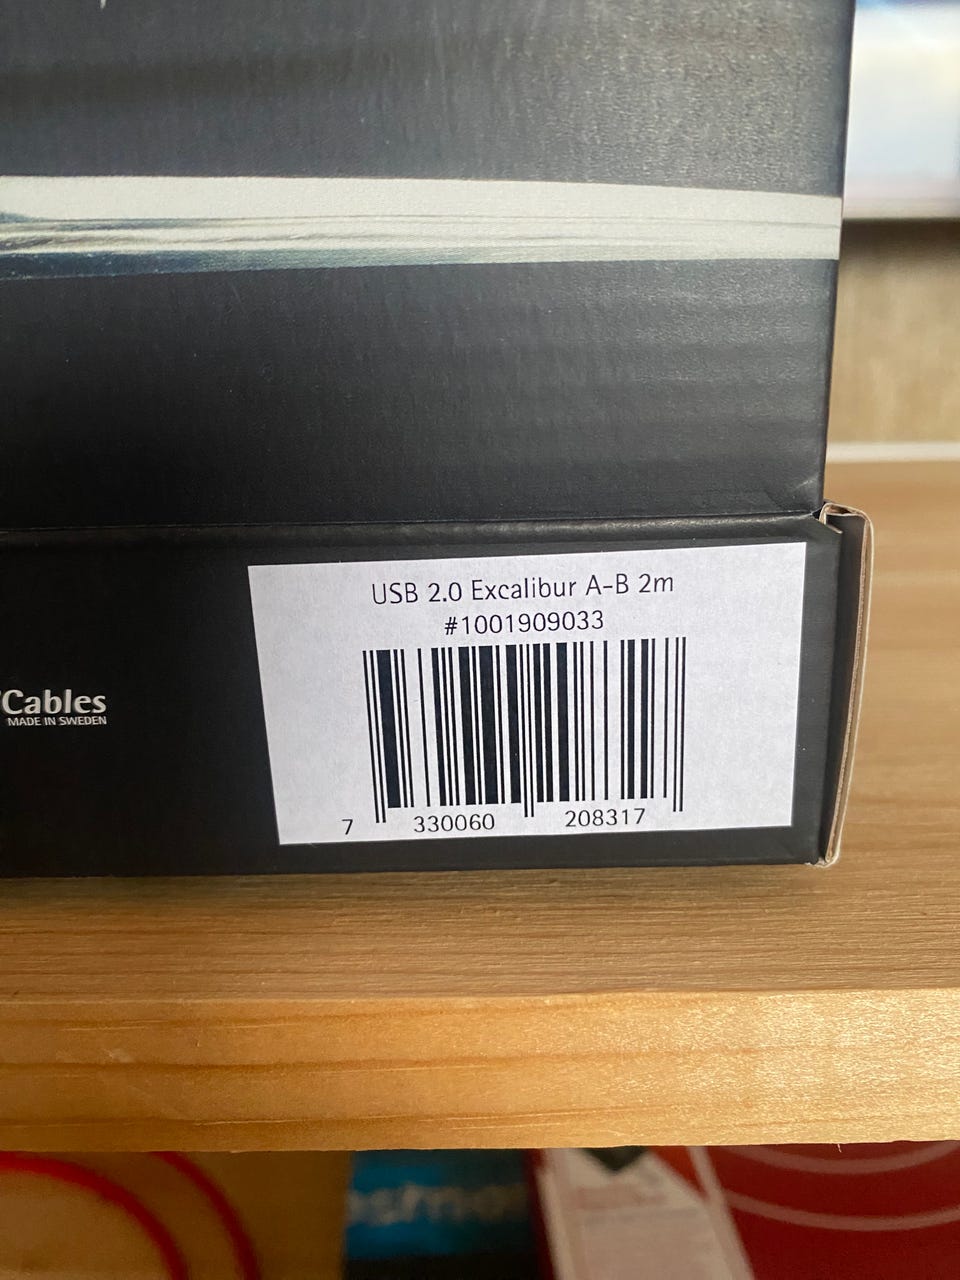 USB 2.0 Excalibur A-B 2m
#1001909033
Cables
MADE IN SWEDEN
7 330060 208317